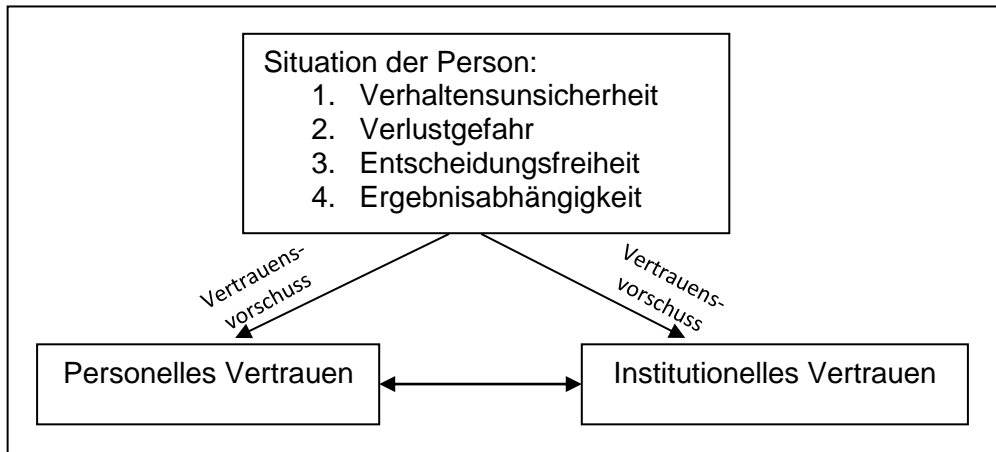 Situation der Person:
1. Verhaltensunsicherheit
2. Verlustgefahr
3. Entscheidungsfreiheit
4. Ergebnisabhängigkeit
Vertrauens-
vorschuss
Vertrauens-
vorschuss
Personelles Vertrauen
Institutionelles Vertrauen